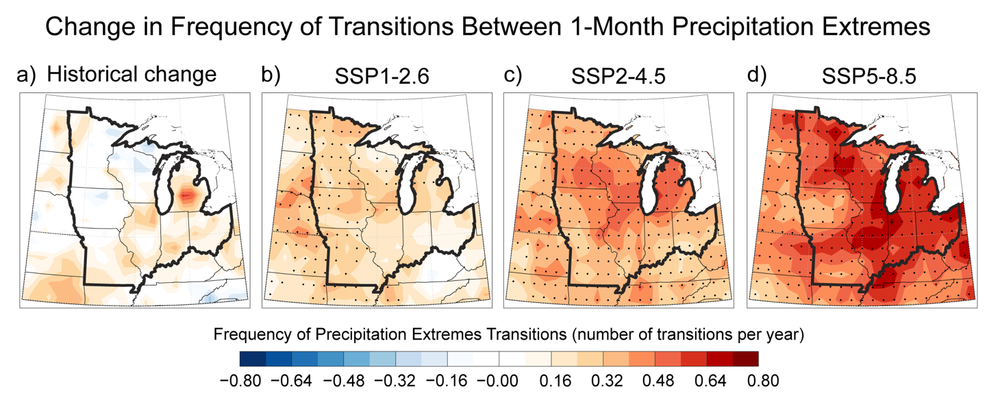 Change in Frequency of Transitions Between 1-Month Precipitation Extremes
a) Historical change b) SSP1-2.6 c) SSP2-4.5 d) SSP5-8.5
Frequency of Precipitation Extremes Transitions (number of transitions per year)
−0.80 −0.64 −0.48 −0.32 −0.16 −0.00 0.16 0.32 0.48 0.64 0.80